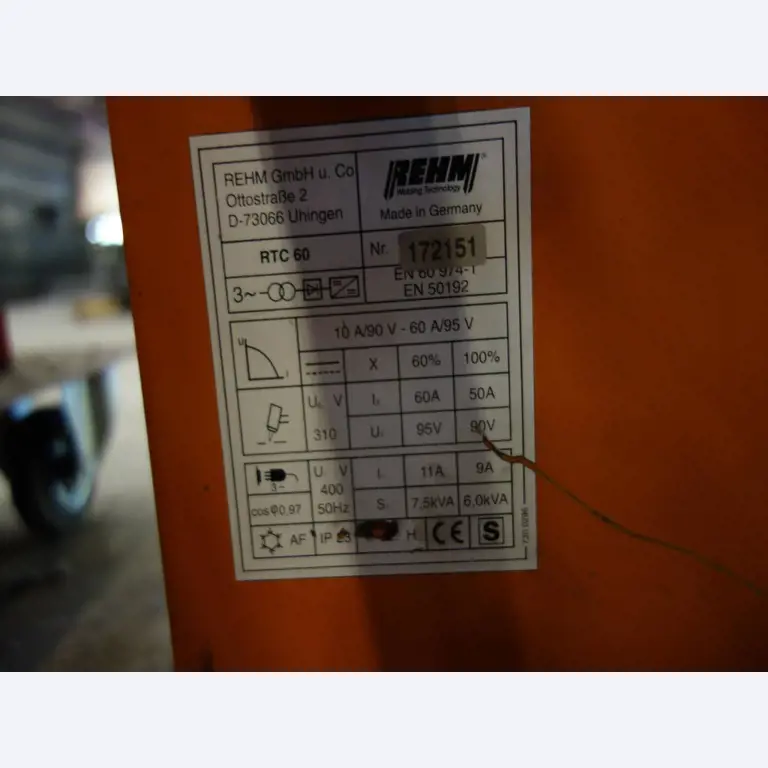 REHM GmbH u. Co
Ottostraße 2
D-73066 Uhingen
REHM®
Welding Technology
Made in Germany
RTC 60
Nr. 172151
3~
EN 60 974-1
EN 50192
10 A/90 V - 60 A/95 V
U
I
X 60% 100%
U₀ V
310
I₂ 60A 50A
U₂ 95V 90V
3~
U₁ V
400
50Hz
I₁ 11A 9A
cosφ0,97
S₁ 7,5kVA 6,0kVA
AF
IP 23
H
CE
S